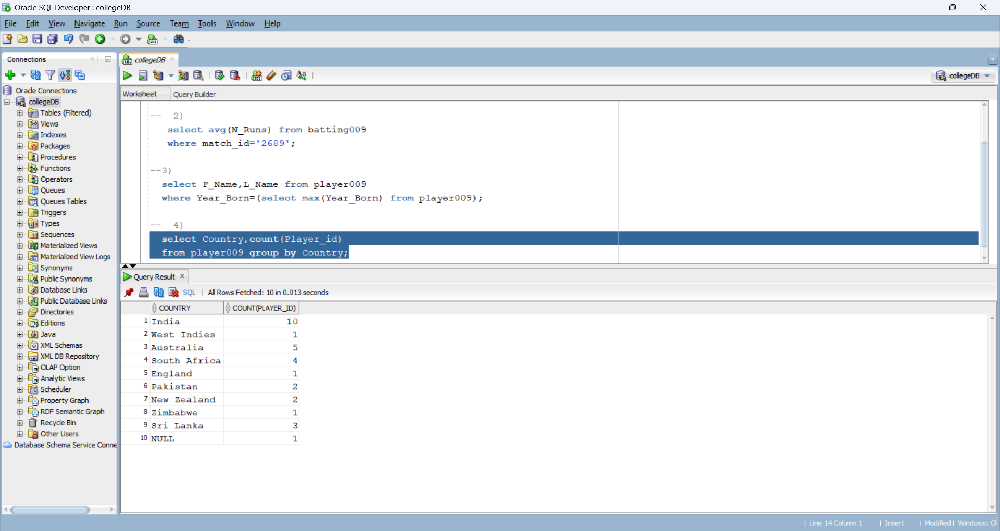 Oracle SQL Developer : collegeDB
File Edit View Navigate Run Source Team Tools Window Help
Connections
Oracle Connections
collegeDB
Tables (Filtered)
Views
Indexes
Packages
Procedures
Functions
Operators
Queues
Queues Tables
Triggers
Types
Sequences
Materialized Views
Materialized View Logs
Synonyms
Public Synonyms
Database Links
Public Database Links
Directories
Editions
Java
XML Schemas
XML DB Repository
OLAP Option
Analytic Views
Scheduler
Property Graph
RDF Semantic Graph
Recycle Bin
Other Users
Database Schema Service Conne
collegeDB
collegeDB
Worksheet Query Builder
-- 2)
select avg(N_Runs) from batting009
where match_id='2689';
--3)
select F_Name,L_Name from player009
where Year_Born=(select max(Year_Born) from player009);
-- 4)
select Country,count(Player_id)
from player009 group by Country;
Query Result
SQL | All Rows Fetched: 10 in 0.013 seconds
COUNTRY COUNT(PLAYER_ID)
1 India 10
2 West Indies 1
3 Australia 5
4 South Africa 4
5 England 1
6 Pakistan 2
7 New Zealand 2
8 Zimbabwe 1
9 Sri Lanka 3
10 NULL 1
| Line 14 Column 1 | Insert | Modified | Windows: CF